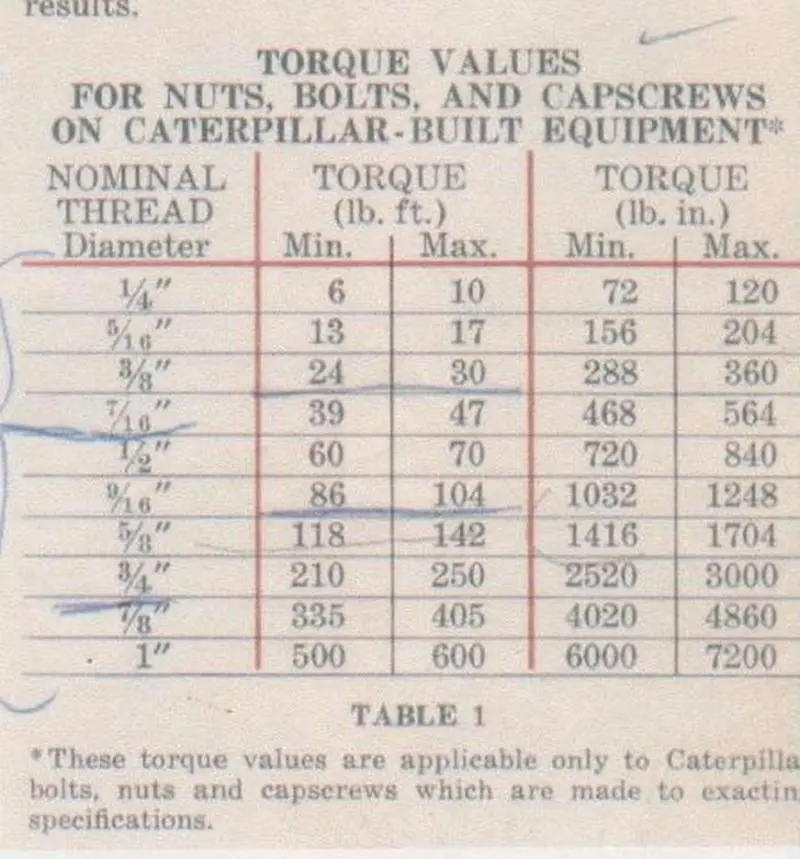 results.
TORQUE VALUES
FOR NUTS, BOLTS, AND CAPSCREWS
ON CATERPILLAR-BUILT EQUIPMENT*
NOMINAL TORQUE TORQUE
THREAD (lb. ft.) (lb. in.)
Diameter Min. Max. Min. Max.
1/4" 6 10 72 120
5/16" 13 17 156 204
3/8" 24 30 288 360
7/16" 39 47 468 564
1/2" 60 70 720 840
9/16" 86 104 1032 1248
5/8" 118 142 1416 1704
3/4" 210 250 2520 3000
7/8" 335 405 4020 4860
1" 500 600 6000 7200
TABLE 1
*These torque values are applicable only to Caterpilla
bolts, nuts and capscrews which are made to exactin
specifications.